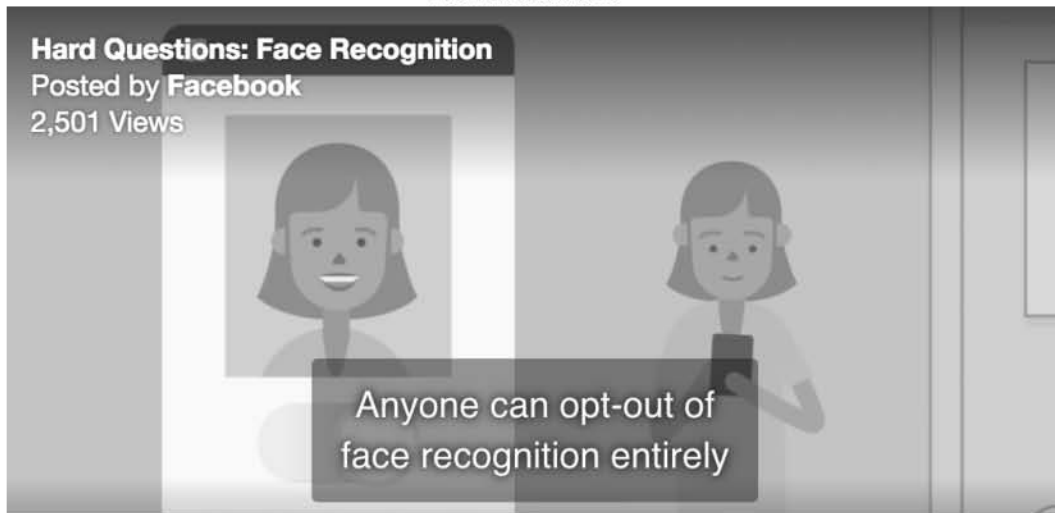 Hard Questions: Face Recognition
Posted by Facebook
2,501 Views
Anyone can opt-out of
face recognition entirely